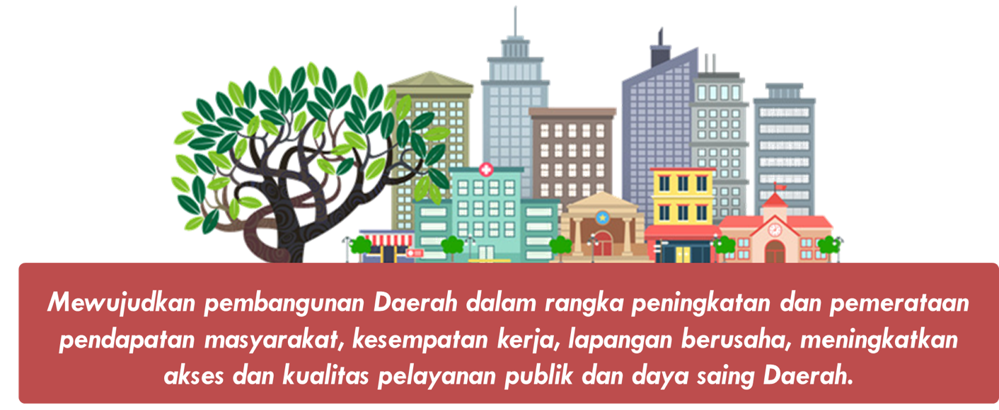 Mewujudkan pembangunan Daerah dalam rangka peningkatan dan pemerataan
pendapatan masyarakat, kesempatan kerja, lapangan berusaha, meningkatkan
akses dan kualitas pelayanan publik dan daya saing Daerah.